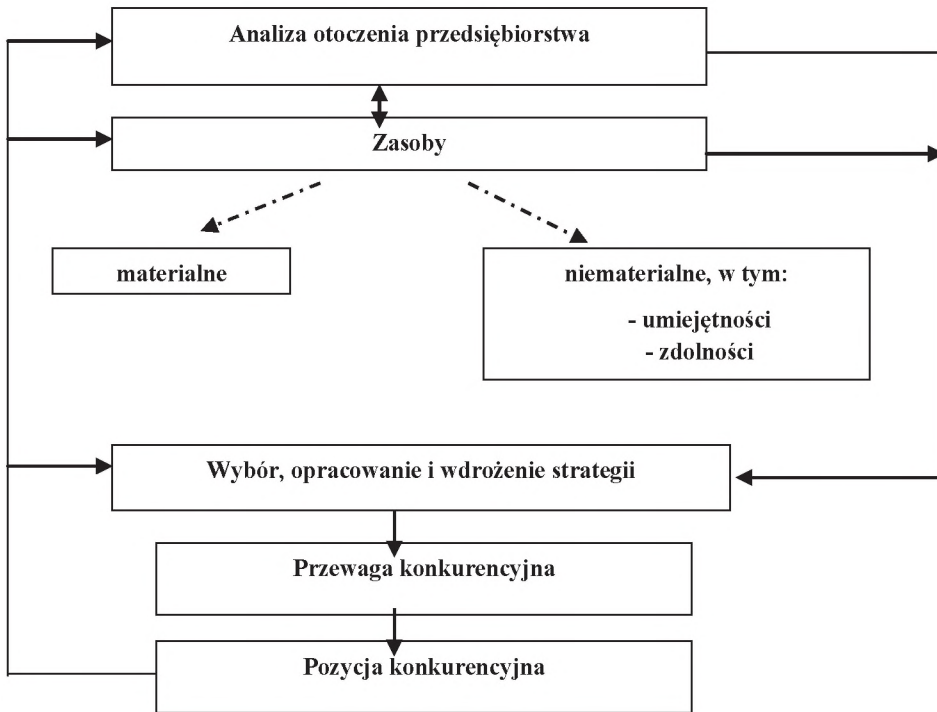 Analiza otoczenia przedsiębiorstwa
Zasoby
materialne
niematerialne, w tym:
- umiejętności
- zdolności
Wybór, opracowanie i wdrożenie strategii
Przewaga konkurencyjna
Pozycja konkurencyjna